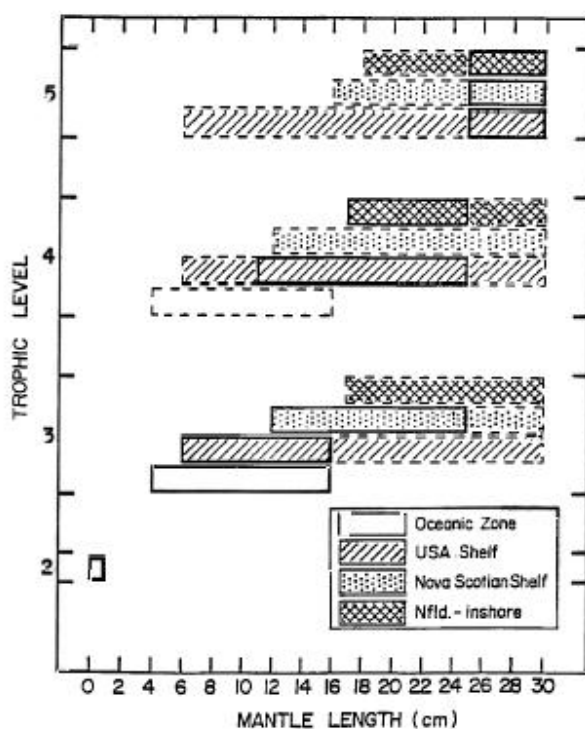 TROPHIC LEVEL
5
4
3
2
Oceanic Zone
USA Shelf
Nova Scotian Shelf
Nfld.-inshore
0 2 4 6 8 10 12 14 16 18 20 22 24 26 28 30
MANTLE LENGTH (cm)